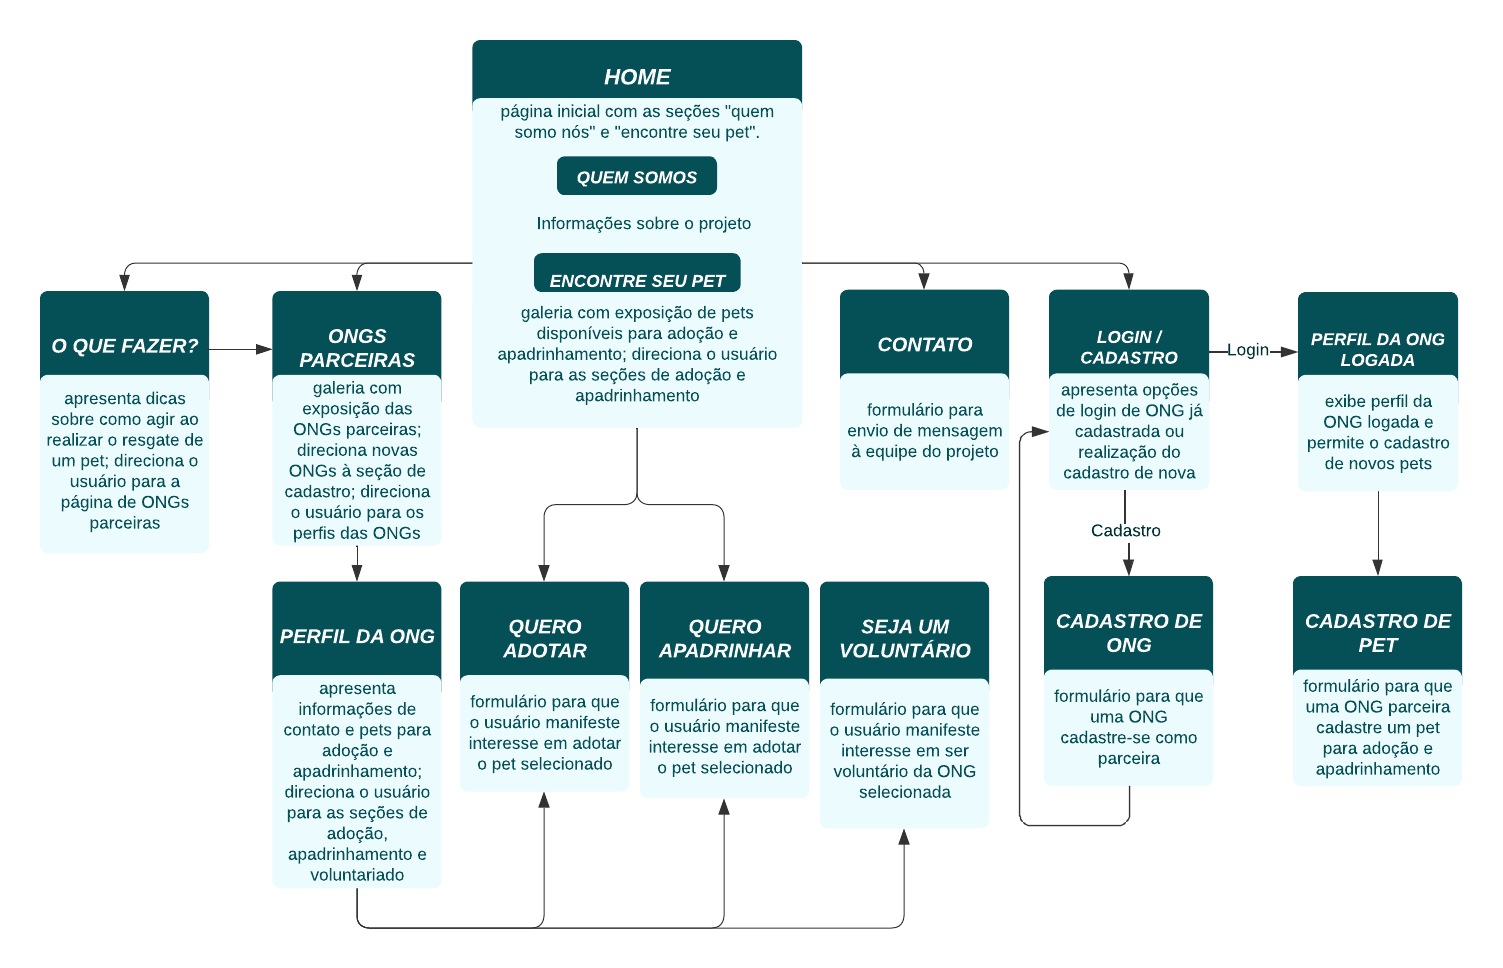 HOME
página inicial com as seções "quem
somo nós" e "encontre seu pet".
QUEM SOMOS
Informações sobre o projeto
ENCONTRE SEU PET
galeria com exposição de pets
disponíveis para adoção e
apadrinhamento; direciona o usuário
para as seções de adoção e
apadrinhamento
O QUE FAZER?
apresenta dicas
sobre como agir ao
realizar o resgate de
um pet; direciona o
usuário para a
página de ONGs
parceiras
ONGS
PARCEIRAS
galeria com
exposição das
ONGs parceiras;
direciona novas
ONGs à seção de
cadastro; direciona
o usuário para os
perfis das ONGs
CONTATO
formulário para
envio de mensagem
à equipe do projeto
LOGIN /
CADASTRO
apresenta opções
de login de ONG já
cadastrada ou
realização do
cadastro de nova
Login
PERFIL DA ONG
LOGADA
exibe perfil da
ONG logada e
permite o cadastro
de novos pets
Cadastro
PERFIL DA ONG
apresenta
informações de
contato e pets para
adoção e
apadrinhamento;
direciona o usuário
para as seções de
adoção,
apadrinhamento e
voluntariado
QUERO
ADOTAR
formulário para que
o usuário manifeste
interesse em adotar
o pet selecionado
QUERO
APADRINHAR
formulário para que
o usuário manifeste
interesse em adotar
o pet selecionado
SEJA UM
VOLUNTÁRIO
formulário para que
o usuário manifeste
interesse em ser
voluntário da ONG
selecionada
CADASTRO DE
ONG
formulário para que
uma ONG
cadastre-se como
parceira
CADASTRO DE
PET
formulário para que
uma ONG parceira
cadastre um pet
para adoção e
apadrinhamento